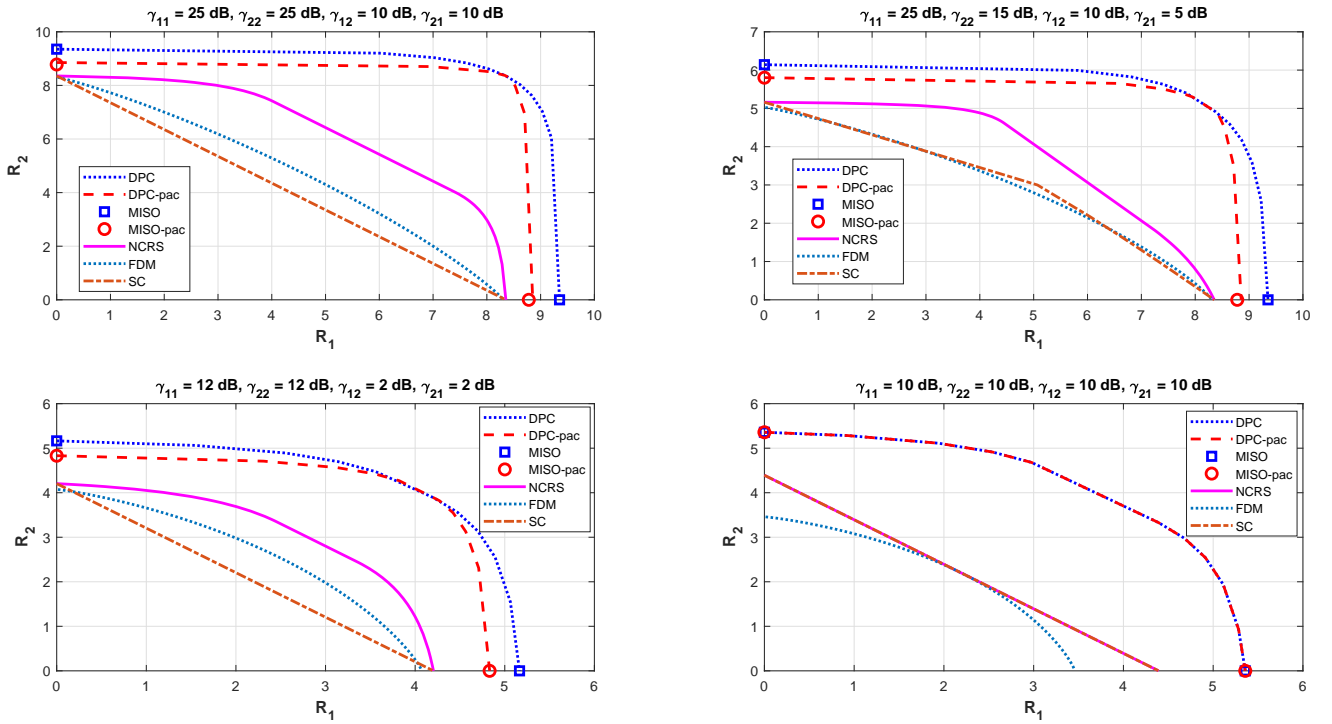 γ11 = 25 dB, γ22 = 25 dB, γ12 = 10 dB, γ21 = 10 dB
R2
10
8
6
4
2
0
0 1 2 3 4 5 6 7 8 9 10
R1
DPC
DPC-pac
MISO
MISO-pac
NCRS
FDM
SC
γ11 = 25 dB, γ22 = 15 dB, γ12 = 10 dB, γ21 = 5 dB
R2
7
6
5
4
3
2
1
0
0 1 2 3 4 5 6 7 8 9 10
R1
DPC
DPC-pac
MISO
MISO-pac
NCRS
FDM
SC
γ11 = 12 dB, γ22 = 12 dB, γ12 = 2 dB, γ21 = 2 dB
R2
6
5
4
3
2
1
0
0 1 2 3 4 5 6
R1
DPC
DPC-pac
MISO
MISO-pac
NCRS
FDM
SC
γ11 = 10 dB, γ22 = 10 dB, γ12 = 10 dB, γ21 = 10 dB
R2
6
5
4
3
2
1
0
0 1 2 3 4 5 6
R1
DPC
DPC-pac
MISO
MISO-pac
NCRS
FDM
SC